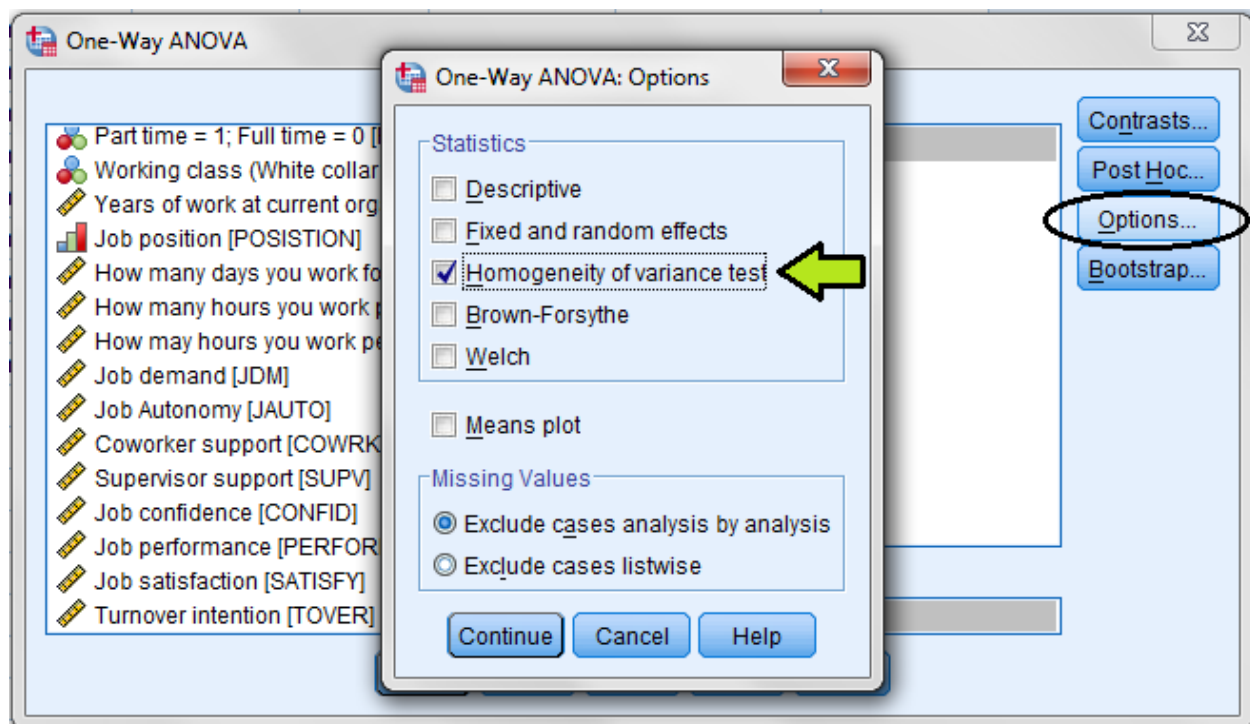 One-Way ANOVA
Part time = 1; Full time = 0
Working class (White collar
Years of work at current org
Job position [POSISTION]
How many days you work fo
How many hours you work
How may hours you work pe
Job demand [JDM]
Job Autonomy [JAUTO]
Coworker support [COWRK
Supervisor support [SUPV]
Job confidence [CONFID]
Job performance [PERFOR
Job satisfaction [SATISFY]
Turnover intention [TOVER]
One-Way ANOVA: Options
Statistics
Descriptive
Fixed and random effects
Homogeneity of variance test
Brown-Forsythe
Welch
Means plot
Missing Values
Exclude cases analysis by analysis
Exclude cases listwise
Continue Cancel Help
Contrasts...
Post Hoc...
Options...
Bootstrap...